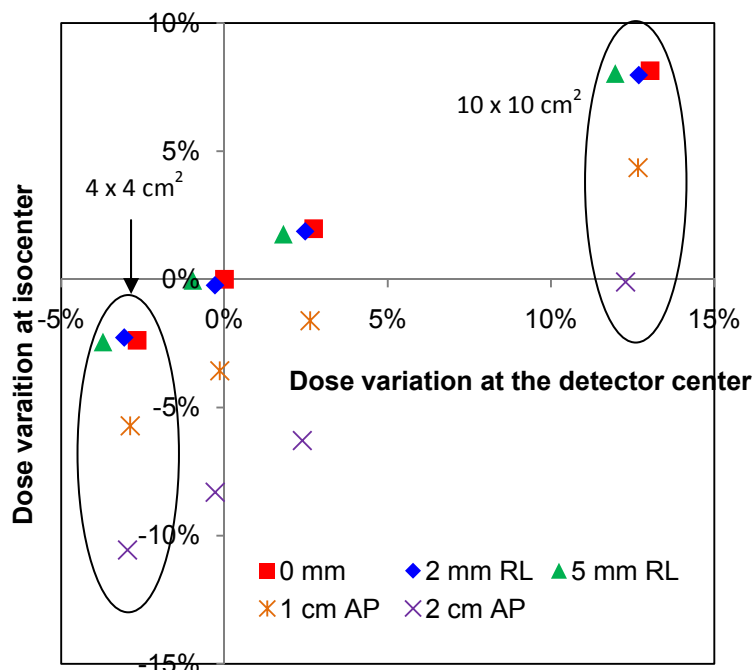 10%
10 x 10 cm²
5%
4 x 4 cm²
0%
-5% 0% 5% 10% 15%
Dose variation at the detector center
Dose varaition at isocenter
-5%
-10%
0 mm 2 mm RL 5 mm RL
1 cm AP 2 cm AP
-15%